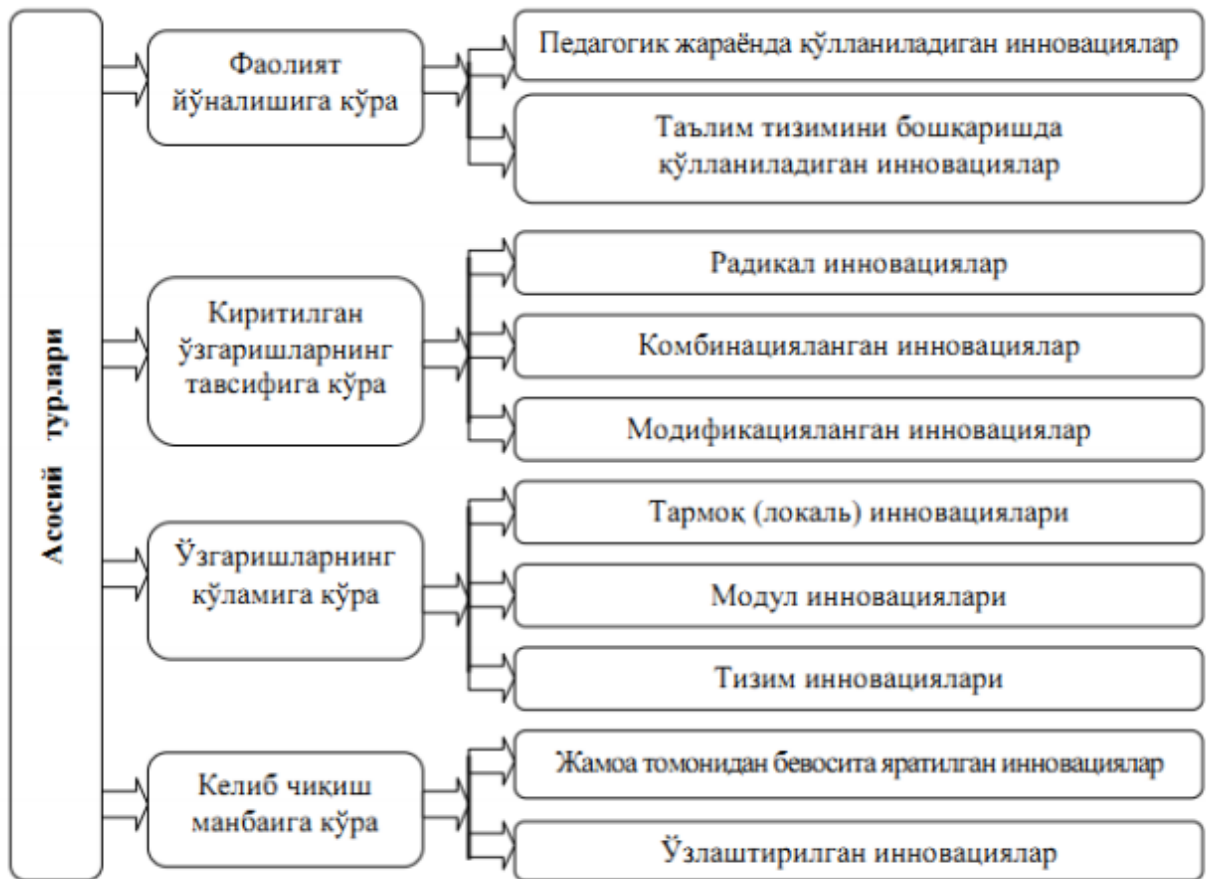 Асосий турлари
Фаолият
йўналишига кўра
Педагогик жараёнда қўлланиладиган инновациялар
Таълим тизимини бошқаришда
қўлланиладиган инновациялар
Киритилган
ўзгаришларнинг
тавсифига кўра
Радикал инновациялар
Комбинацияланган инновациялар
Модификацияланган инновациялар
Ўзгаришларнинг
кўламига кўра
Тармоқ (локаль) инновациялари
Модул инновациялари
Тизим инновациялари
Келиб чиқиш
манбаига кўра
Жамоа томонидан бевосита яратилган инновациялар
Ўзлаштирилган инновациялар